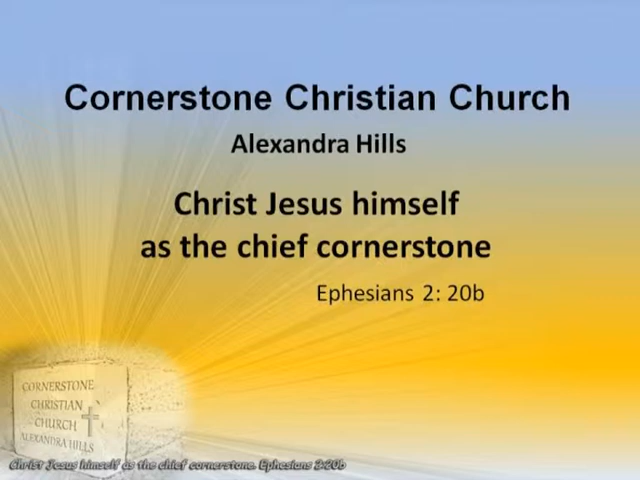 Cornerstone Christian Church
Alexandra Hills
Christ Jesus himself
as the chief cornerstone
Ephesians 2: 20b
CORNERSTONE
CHRISTIAN
CHURCH
ALEXANDRA HILLS
Christ Jesus himself as the chief cornerstone. Ephesians 2:20b